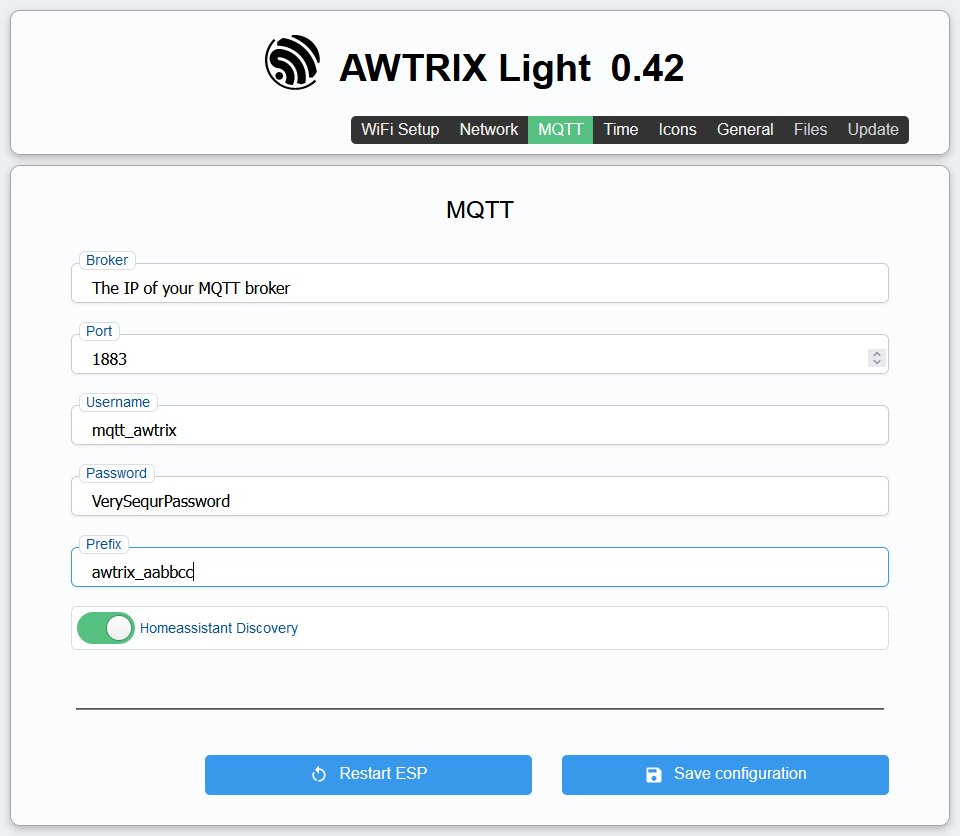 AWTRIX Light 0.42
WiFi Setup Network MQTT Time Icons General Files Update
MQTT
Broker
The IP of your MQTT broker
Port
1883
Username
mqtt_awtrix
Password
VerySequrPassword
Prefix
awtrix_aabbcc
Homeassistant Discovery
Restart ESP Save configuration